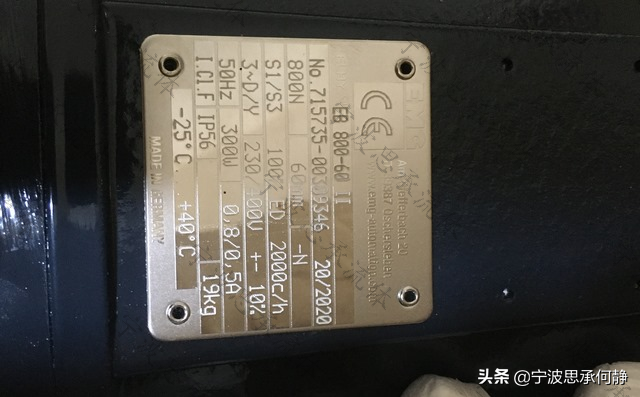 CE
EB 800-60 II
No. 715735-00339346 20/2020
800N 60mm -N
S1/S3 100% ED 2000c/h
3~D/Y 230/400V +- 10%
50Hz 300W 0,8/0,5A
I.Cl.F IP56 19kg
-25°C +40°C
MADE IN GERMANY
头条 @宁波思承何静